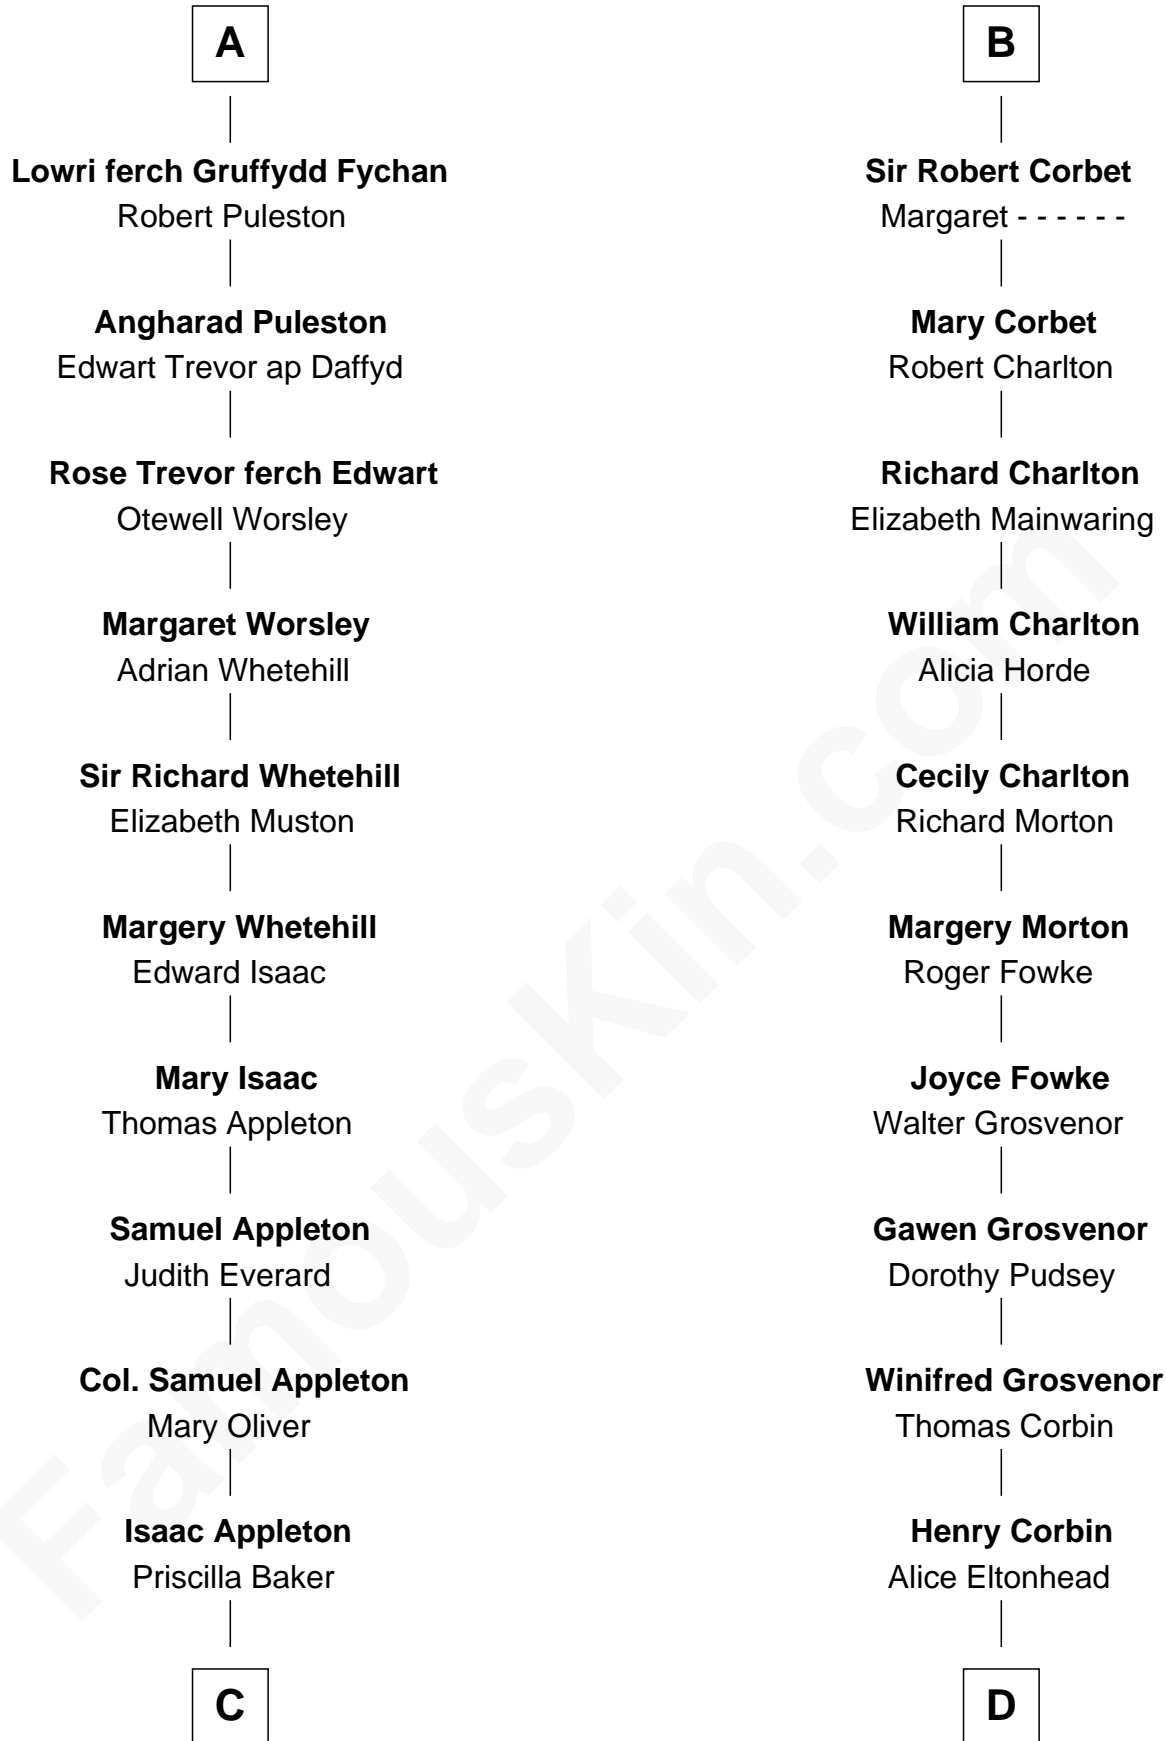 A
Lowri ferch Gruffydd Fychan
Robert Puleston
Angharad Puleston
Edwart Trevor ap Daffyd
Rose Trevor ferch Edwart
Otewell Worsley
Margaret Worsley
Adrian Whetehill
Sir Richard Whetehill
Elizabeth Muston
Margery Whetehill
Edward Isaac
Mary Isaac
Thomas Appleton
Samuel Appleton
Judith Everard
Col. Samuel Appleton
Mary Oliver
Isaac Appleton
Priscilla Baker
C
B
Sir Robert Corbet
Margaret - - - - - -
Mary Corbet
Robert Charlton
Richard Charlton
Elizabeth Mainwaring
William Charlton
Alicia Horde
Cecily Charlton
Richard Morton
Margery Morton
Roger Fowke
Joyce Fowke
Walter Grosvenor
Gawen Grosvenor
Dorothy Pudsey
Winifred Grosvenor
Thomas Corbin
Henry Corbin
Alice Eltonhead
D
FamousKin.com